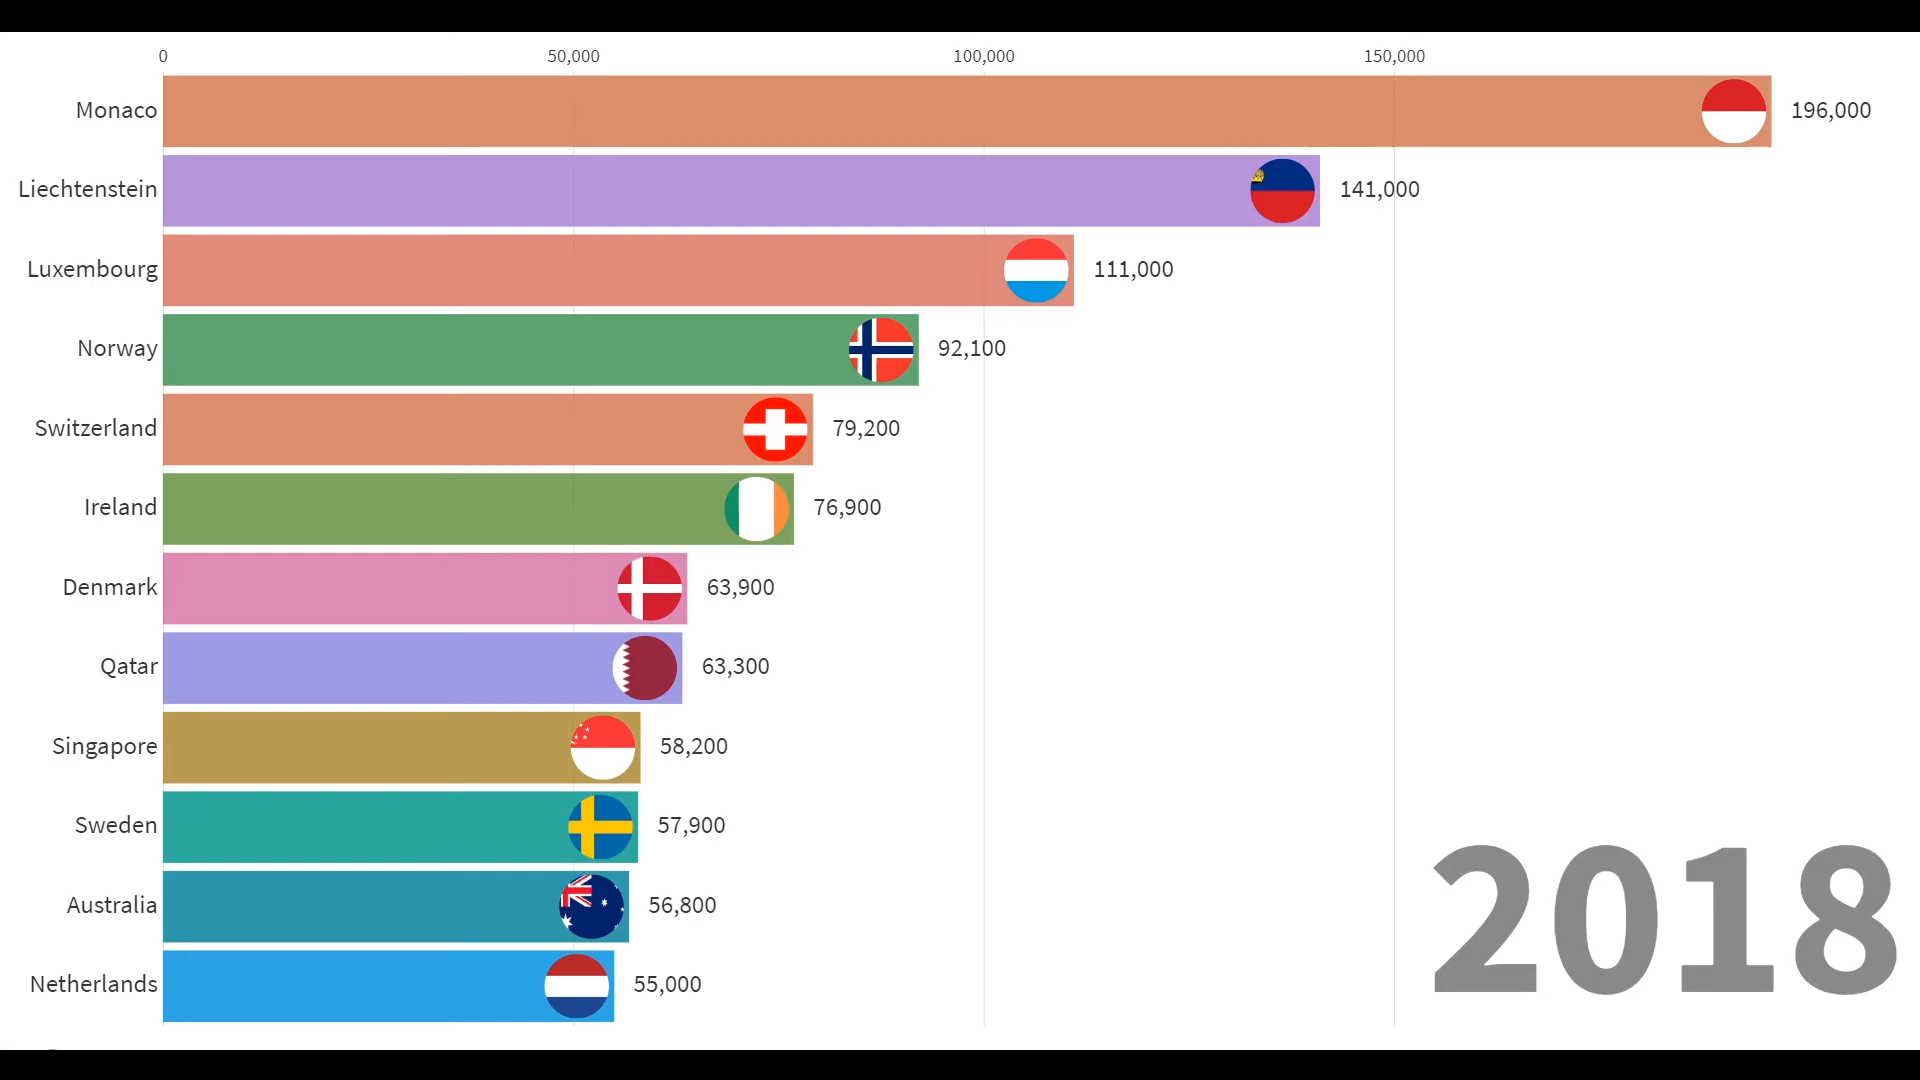 0 50,000 100,000 150,000
Monaco 196,000
Liechtenstein 141,000
Luxembourg 111,000
Norway 92,100
Switzerland 79,200
Ireland 76,900
Denmark 63,900
Qatar 63,300
Singapore 58,200
Sweden 57,900
Australia 56,800
Netherlands 55,000
2018